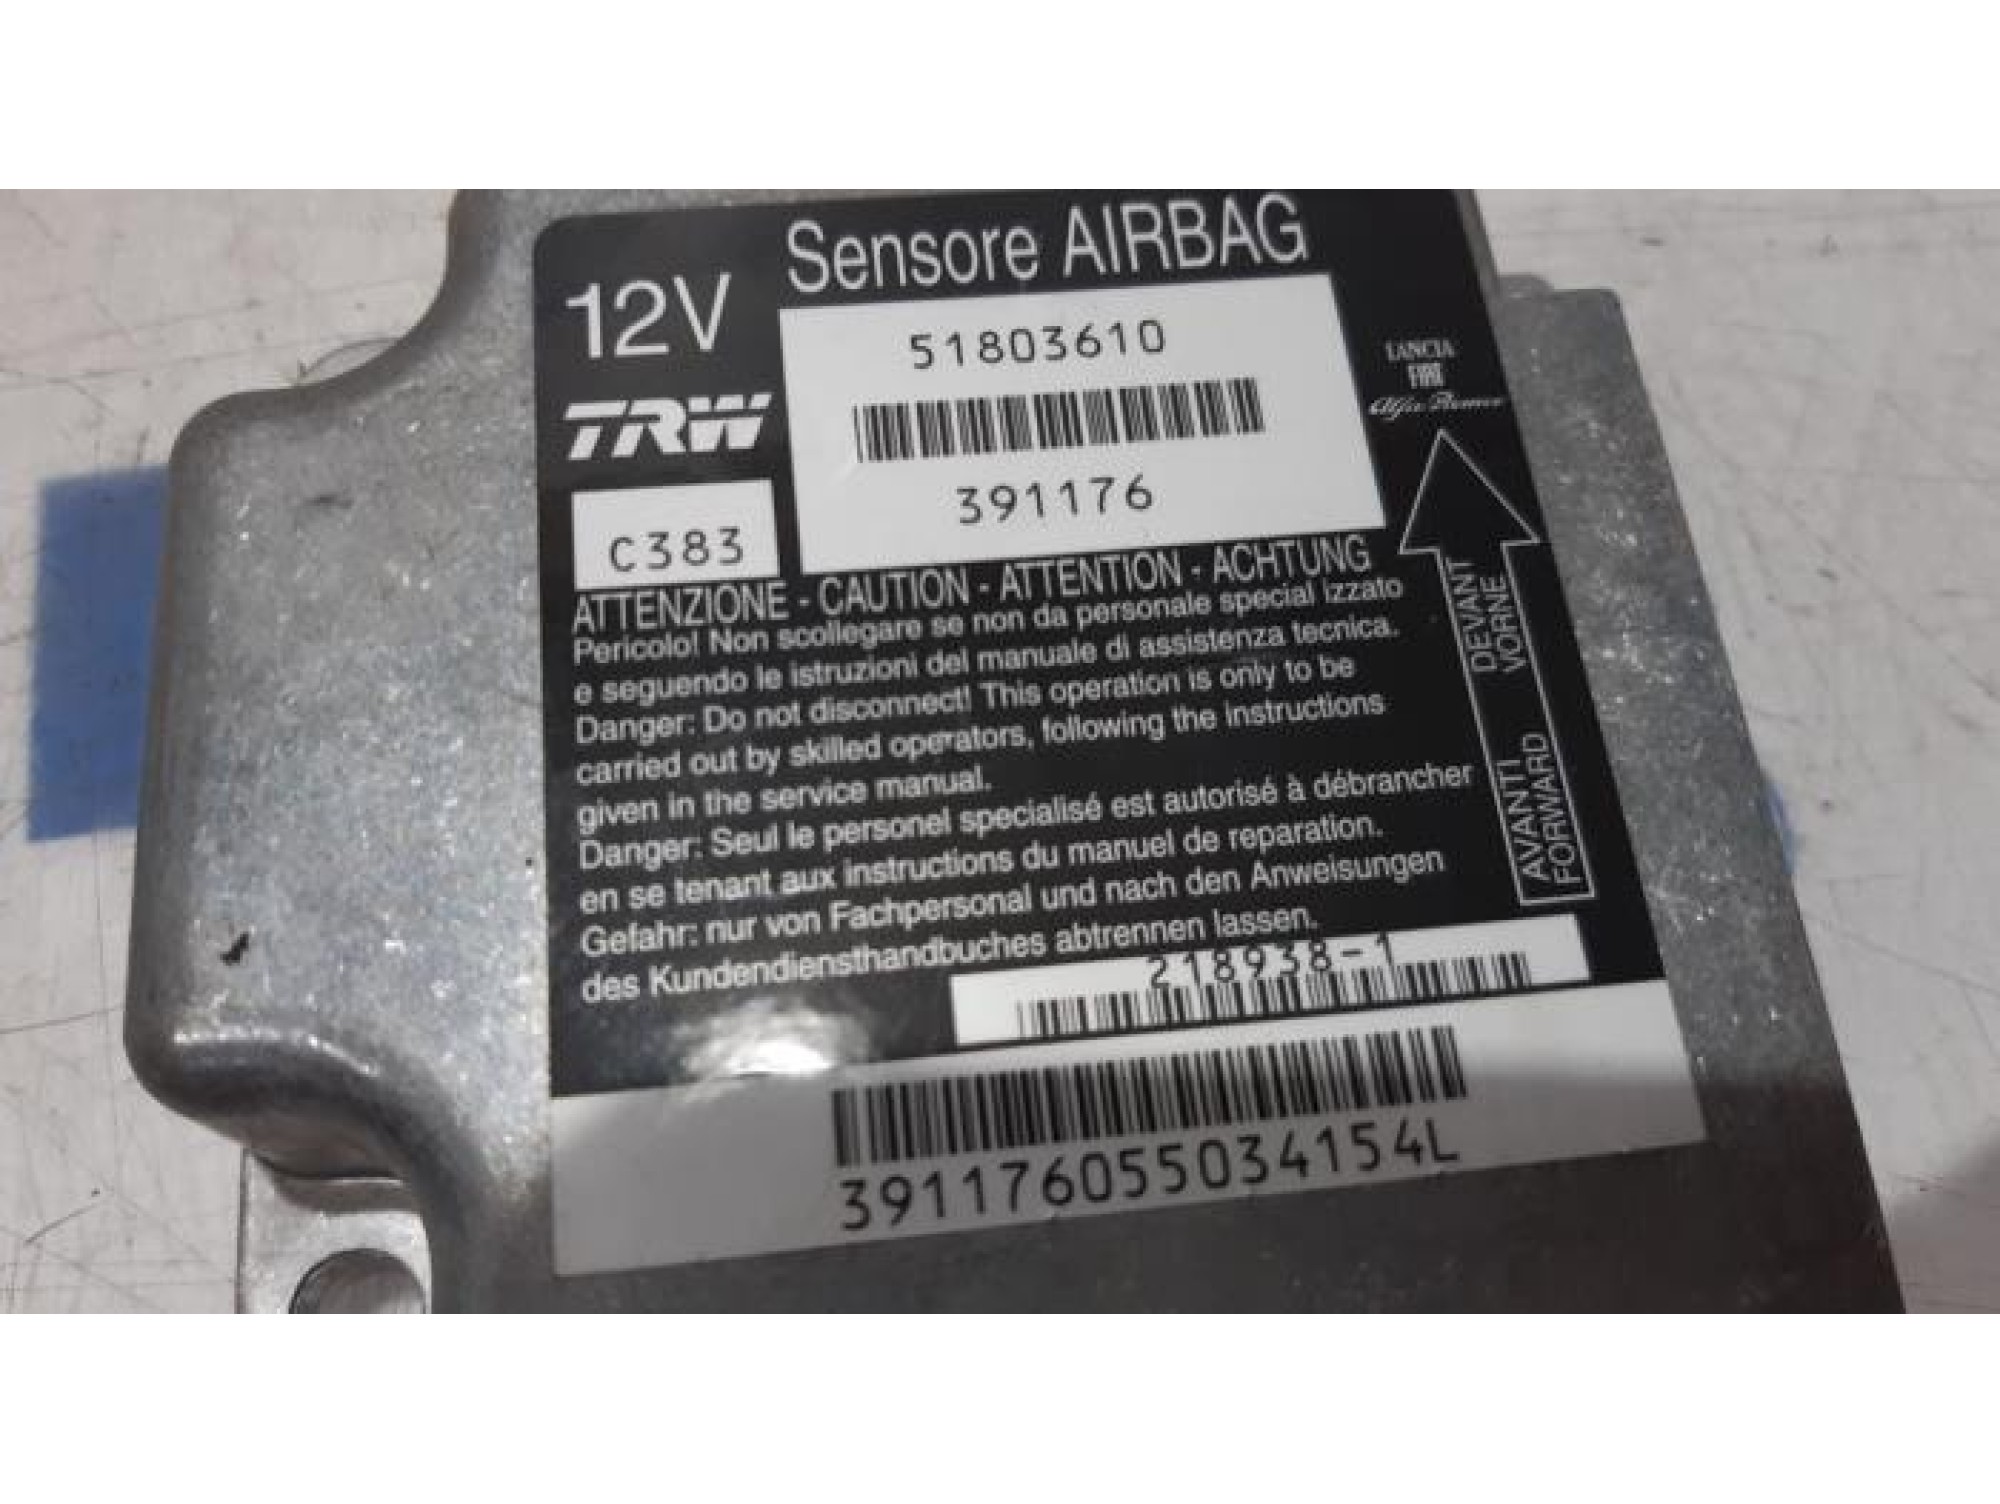 Sensore AIRBAG
12V
51803610
TRW
391176
C383
LANCIA
FIAT
Alfa Romeo
DEVANT
VORNE
AVANTI
FORWARD
ATTENZIONE - CAUTION - ATTENTION - ACHTUNG
Pericolo! Non scollegare se non da personale special izzato
e seguendo le istruzioni del manuale di assistenza tecnica.
Danger: Do not disconnect! This operation is only to be
carried out by skilled operators, following the instructions
given in the service manual.
Danger: Seul le personel specialisé est autorisé à débrancher
en se tenant aux instructions du manuel de reparation.
Gefahr: nur von Fachpersonal und nach den Anweisungen
des Kundendiensthandbuches abtrennen lassen.
218938-1
391176055034154L